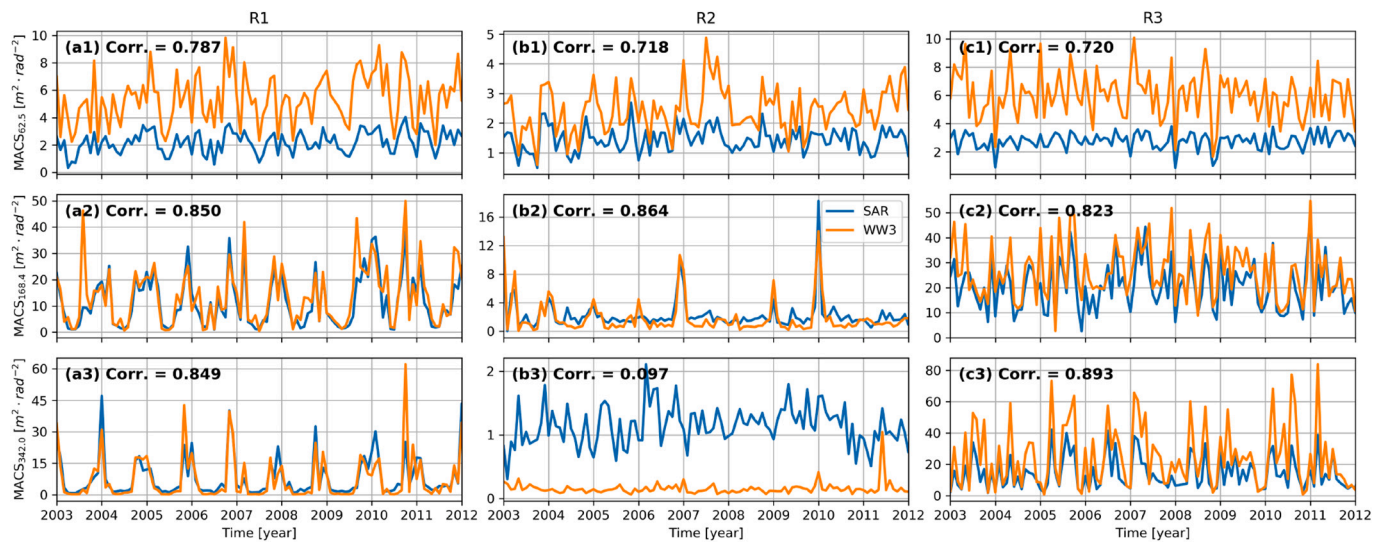 R1 R2 R3
MACS62.5 [m² · rad⁻²]
10
8
6
4
2
0
(a1) Corr. = 0.787
5
4
3
2
1
(b1) Corr. = 0.718
10
8
6
4
2
(c1) Corr. = 0.720
MACS168.4 [m² · rad⁻²]
50
40
30
20
10
0
(a2) Corr. = 0.850
16
12
8
4
0
(b2) Corr. = 0.864
SAR
WW3
50
40
30
20
10
0
(c2) Corr. = 0.823
MACS342.0 [m² · rad⁻²]
60
45
30
15
0
(a3) Corr. = 0.849
2
1
0
(b3) Corr. = 0.097
80
60
40
20
0
(c3) Corr. = 0.893
2003 2004 2005 2006 2007 2008 2009 2010 2011 2012
2003 2004 2005 2006 2007 2008 2009 2010 2011 2012
2003 2004 2005 2006 2007 2008 2009 2010 2011 2012
Time [year] Time [year] Time [year]